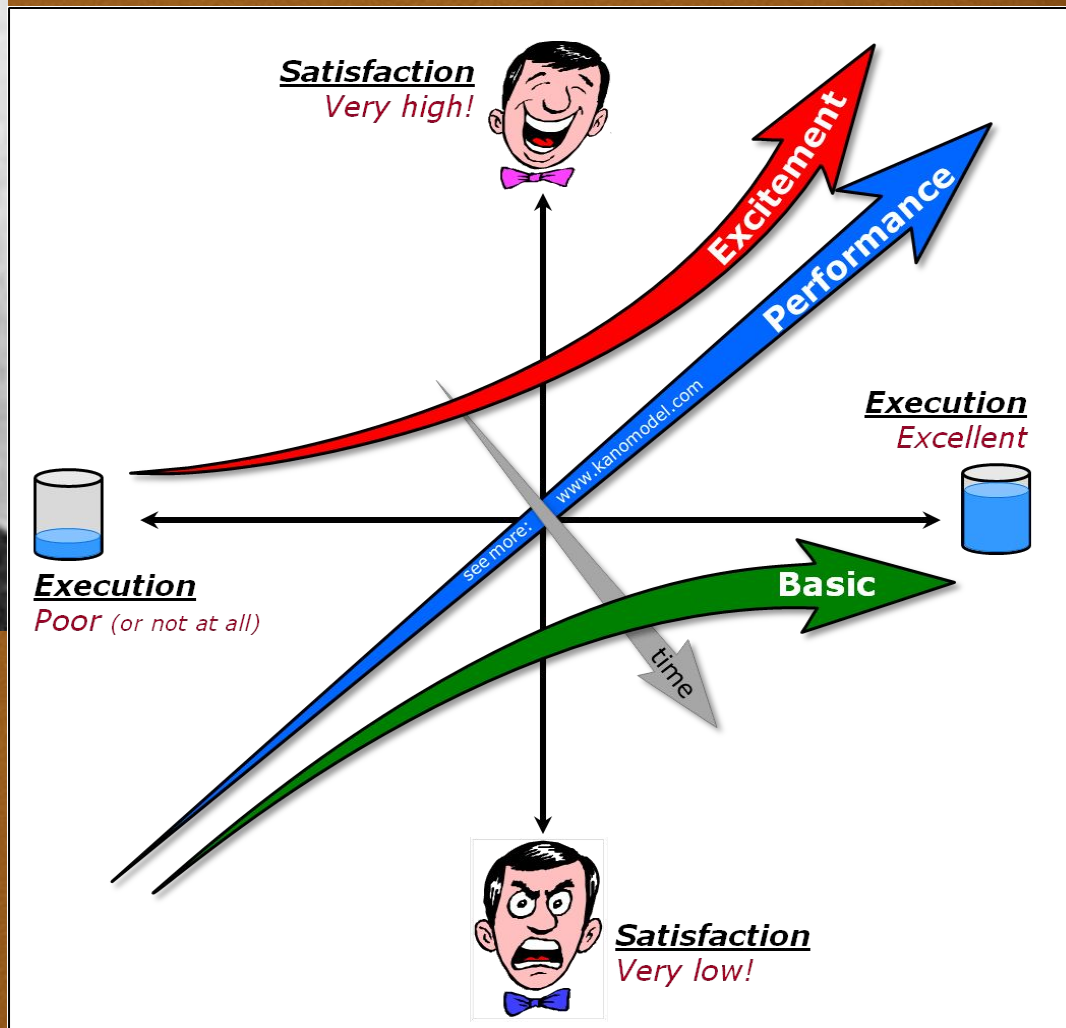 Satisfaction
Very high!
Excitement
Performance
www.kanomodel.com
see more:
Execution
Excellent
Execution
Poor (or not at all)
Basic
time
Satisfaction
Very low!